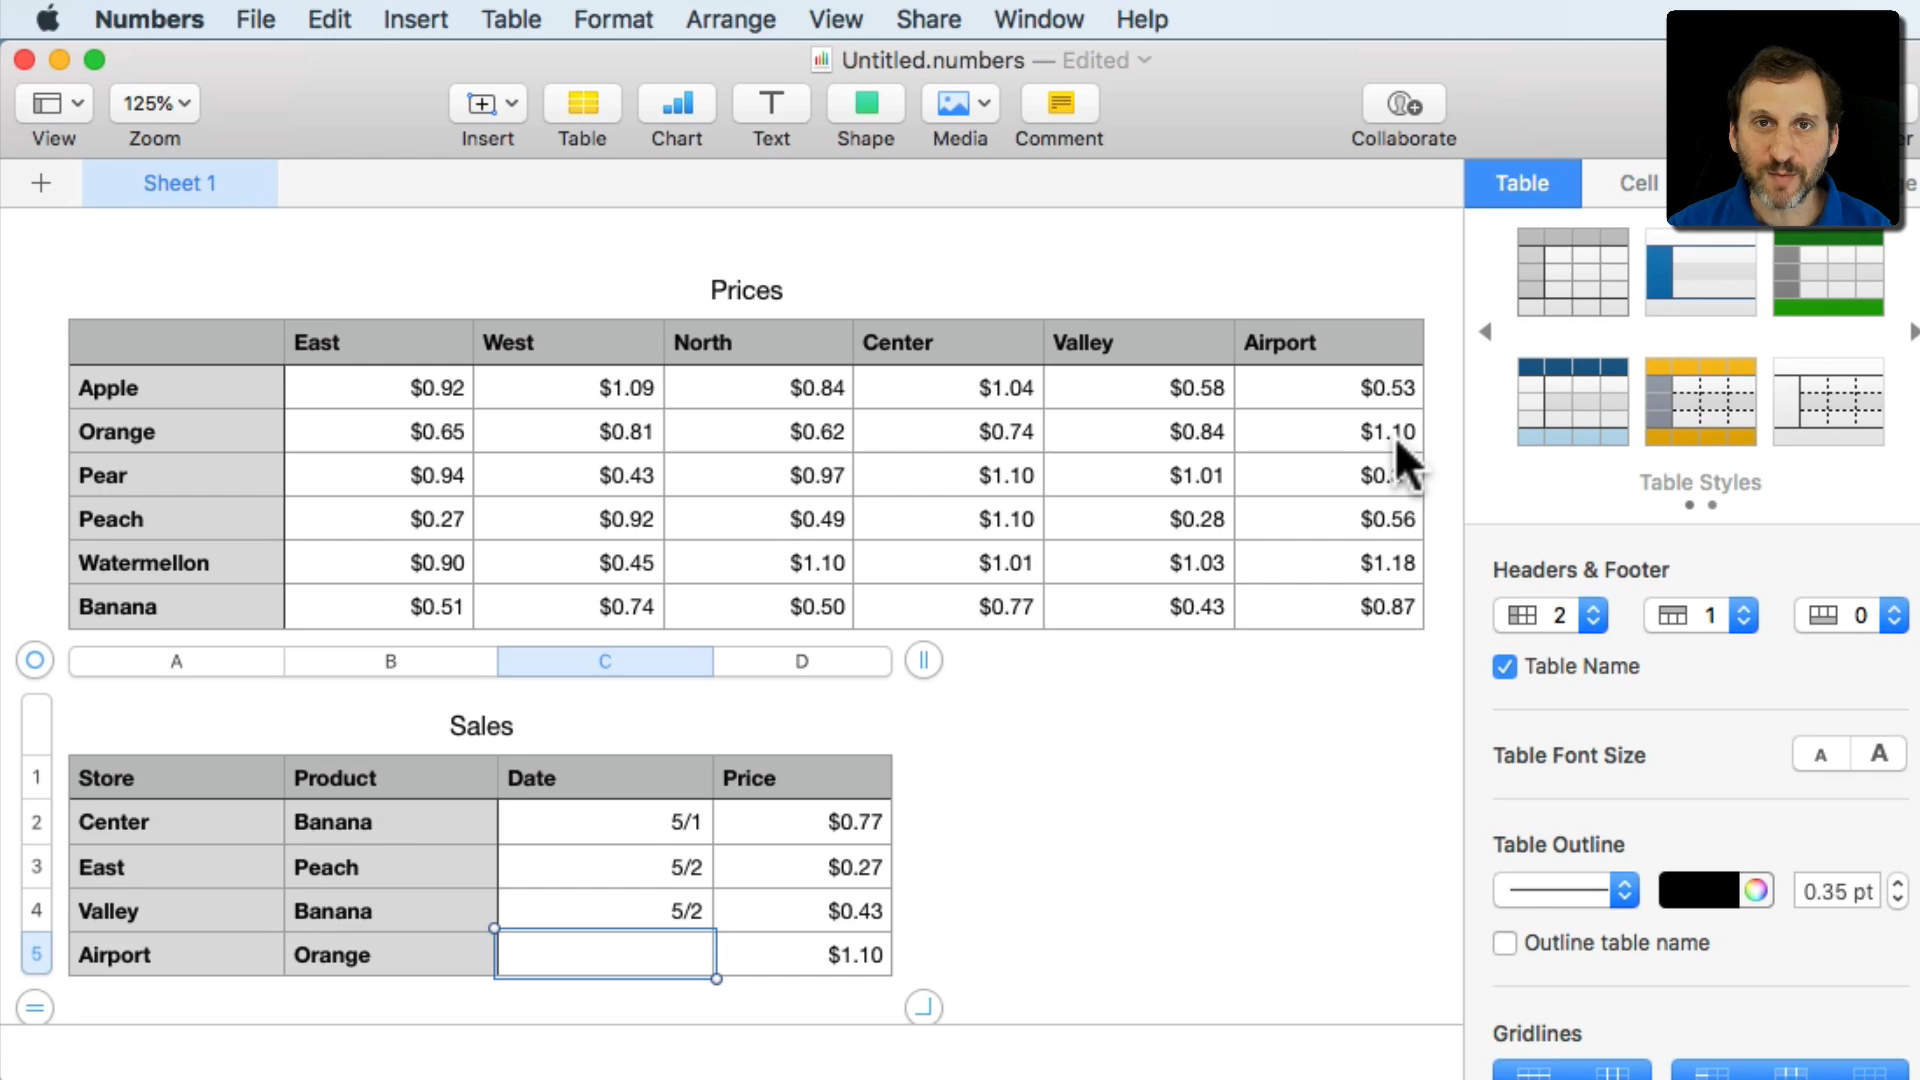 Numbers File Edit Insert Table Format Arrange View Share Window Help
Untitled.numbers — Edited
125%
View Zoom Insert Table Chart Text Shape Media Comment Collaborate
Sheet 1
Table Cell
Prices
East West North Center Valley Airport
Apple $0.92 $1.09 $0.84 $1.04 $0.58 $0.53
Orange $0.65 $0.81 $0.62 $0.74 $0.84 $1.10
Pear $0.94 $0.43 $0.97 $1.10 $1.01
Peach $0.27 $0.92 $0.49 $1.10 $0.28 $0.56
Watermellon $0.90 $0.45 $1.10 $1.01 $1.03 $1.18
Banana $0.51 $0.74 $0.50 $0.77 $0.43 $0.87
A B C D
Sales
1 Store Product Date Price
2 Center Banana 5/1 $0.77
3 East Peach 5/2 $0.27
4 Valley Banana 5/2 $0.43
5 Airport Orange $1.10
Table Styles
Headers & Footer
2 1 0
Table Name
Table Font Size A A
Table Outline
0.35 pt
Outline table name
Gridlines